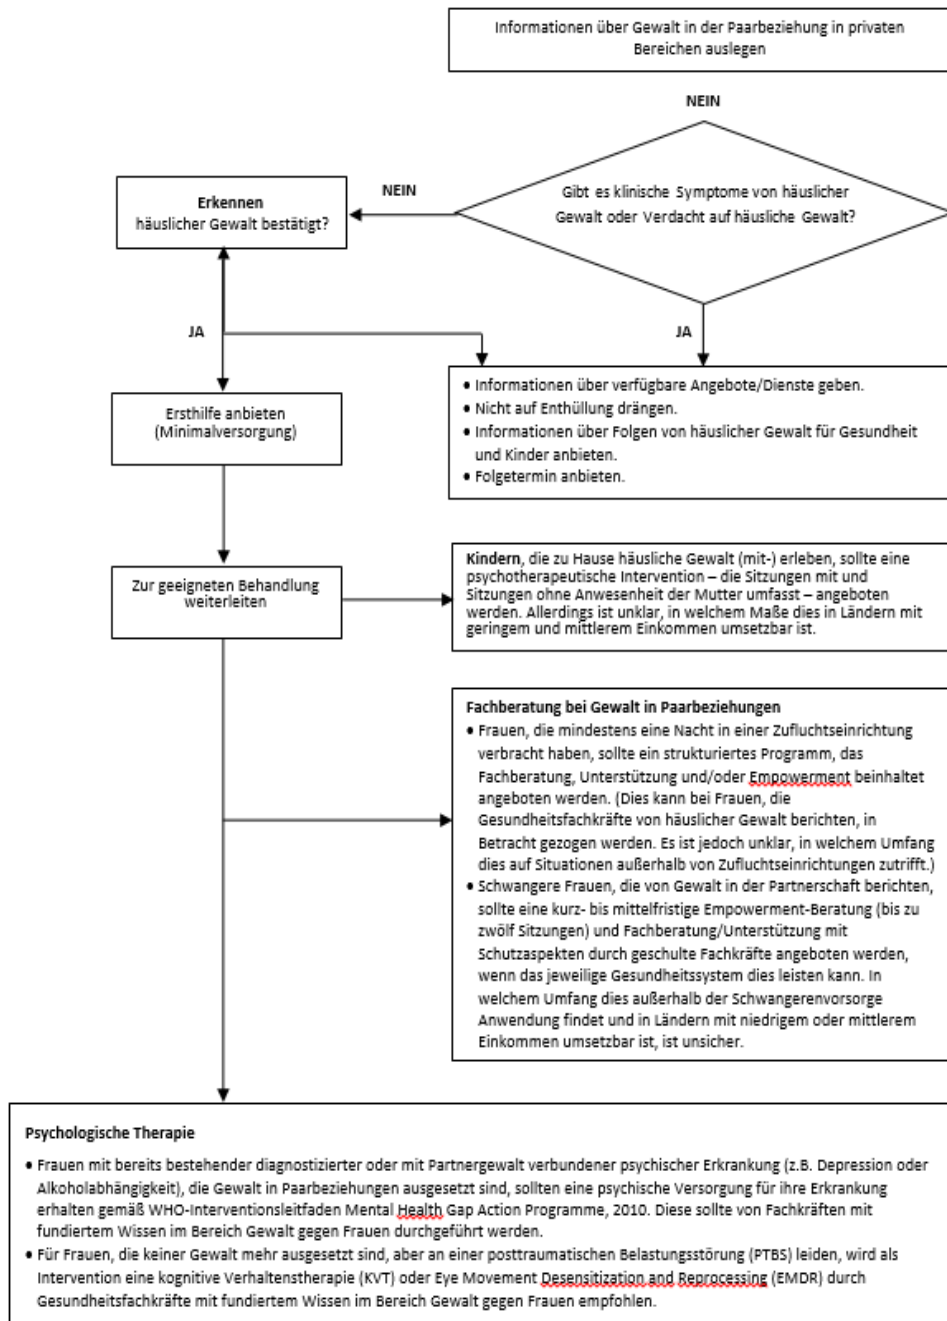 Informationen über Gewalt in der Paarbeziehung in privaten
Bereichen auslegen
NEIN
Gibt es klinische Symptome von häuslicher
Gewalt oder Verdacht auf häusliche Gewalt?
NEIN
Erkennen
häuslicher Gewalt bestätigt?
JA
JA
• Informationen über verfügbare Angebote/Dienste geben.
• Nicht auf Enthüllung drängen.
• Informationen über Folgen von häuslicher Gewalt für Gesundheit
und Kinder anbieten.
• Folgetermin anbieten.
Ersthilfe anbieten
(Minimalversorgung)
Zur geeigneten Behandlung
weiterleiten
Kindern, die zu Hause häusliche Gewalt (mit-) erleben, sollte eine
psychotherapeutische Intervention – die Sitzungen mit und
Sitzungen ohne Anwesenheit der Mutter umfasst – angeboten
werden. Allerdings ist unklar, in welchem Maße dies in Ländern mit
geringem und mittlerem Einkommen umsetzbar ist.
Fachberatung bei Gewalt in Paarbeziehungen
• Frauen, die mindestens eine Nacht in einer Zufluchtseinrichtung
verbracht haben, sollte ein strukturiertes Programm, das
Fachberatung, Unterstützung und/oder Empowerment beinhaltet
angeboten werden. (Dies kann bei Frauen, die
Gesundheitsfachkräfte von häuslicher Gewalt berichten, in
Betracht gezogen werden. Es ist jedoch unklar, in welchem Umfang
dies auf Situationen außerhalb von Zufluchtseinrichtungen zutrifft.)
• Schwangere Frauen, die von Gewalt in der Partnerschaft berichten,
sollte eine kurz- bis mittelfristige Empowerment-Beratung (bis zu
zwölf Sitzungen) und Fachberatung/Unterstützung mit
Schutzaspekten durch geschulte Fachkräfte angeboten werden,
wenn das jeweilige Gesundheitssystem dies leisten kann. In
welchem Umfang dies außerhalb der Schwangerenvorsorge
Anwendung findet und in Ländern mit niedrigem oder mittlerem
Einkommen umsetzbar ist, ist unsicher.
Psychologische Therapie
• Frauen mit bereits bestehender diagnostizierter oder mit Partnergewalt verbundener psychischer Erkrankung (z.B. Depression oder
Alkoholabhängigkeit), die Gewalt in Paarbeziehungen ausgesetzt sind, sollten eine psychische Versorgung für ihre Erkrankung
erhalten gemäß WHO-Interventionsleitfaden Mental Health Gap Action Programme, 2010. Diese sollte von Fachkräften mit
fundiertem Wissen im Bereich Gewalt gegen Frauen durchgeführt werden.
• Für Frauen, die keiner Gewalt mehr ausgesetzt sind, aber an einer posttraumatischen Belastungsstörung (PTBS) leiden, wird als
Intervention eine kognitive Verhaltenstherapie (KVT) oder Eye Movement Desensitization and Reprocessing (EMDR) durch
Gesundheitsfachkräfte mit fundiertem Wissen im Bereich Gewalt gegen Frauen empfohlen.